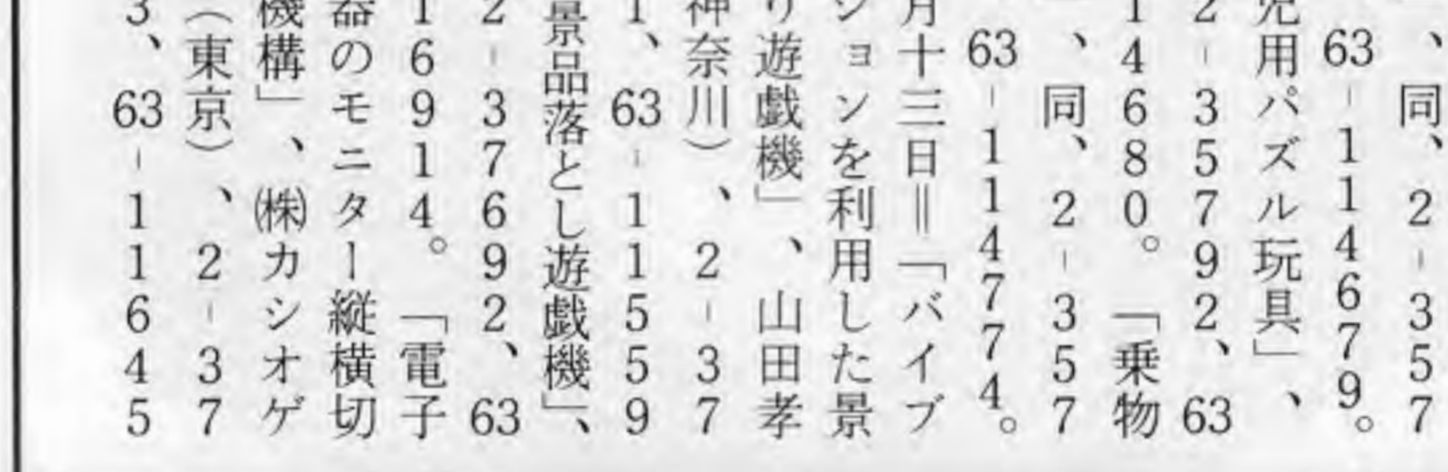 、同、2-357
63-114679。
児用パズル玩具」、
2-35792、63
14680。「乗物
、同、2-357
63-114774。
月十三日＝「バイブ
ションを利用した景
り遊戯機」、山田孝
神奈川）、2-37
1、63-11559
景品落とし遊戯機」、
2-37692、63
16914。「電子
器のモニター縦横切
機構」、㈱カシオゲ
（東京）、2-37
3、63-11645